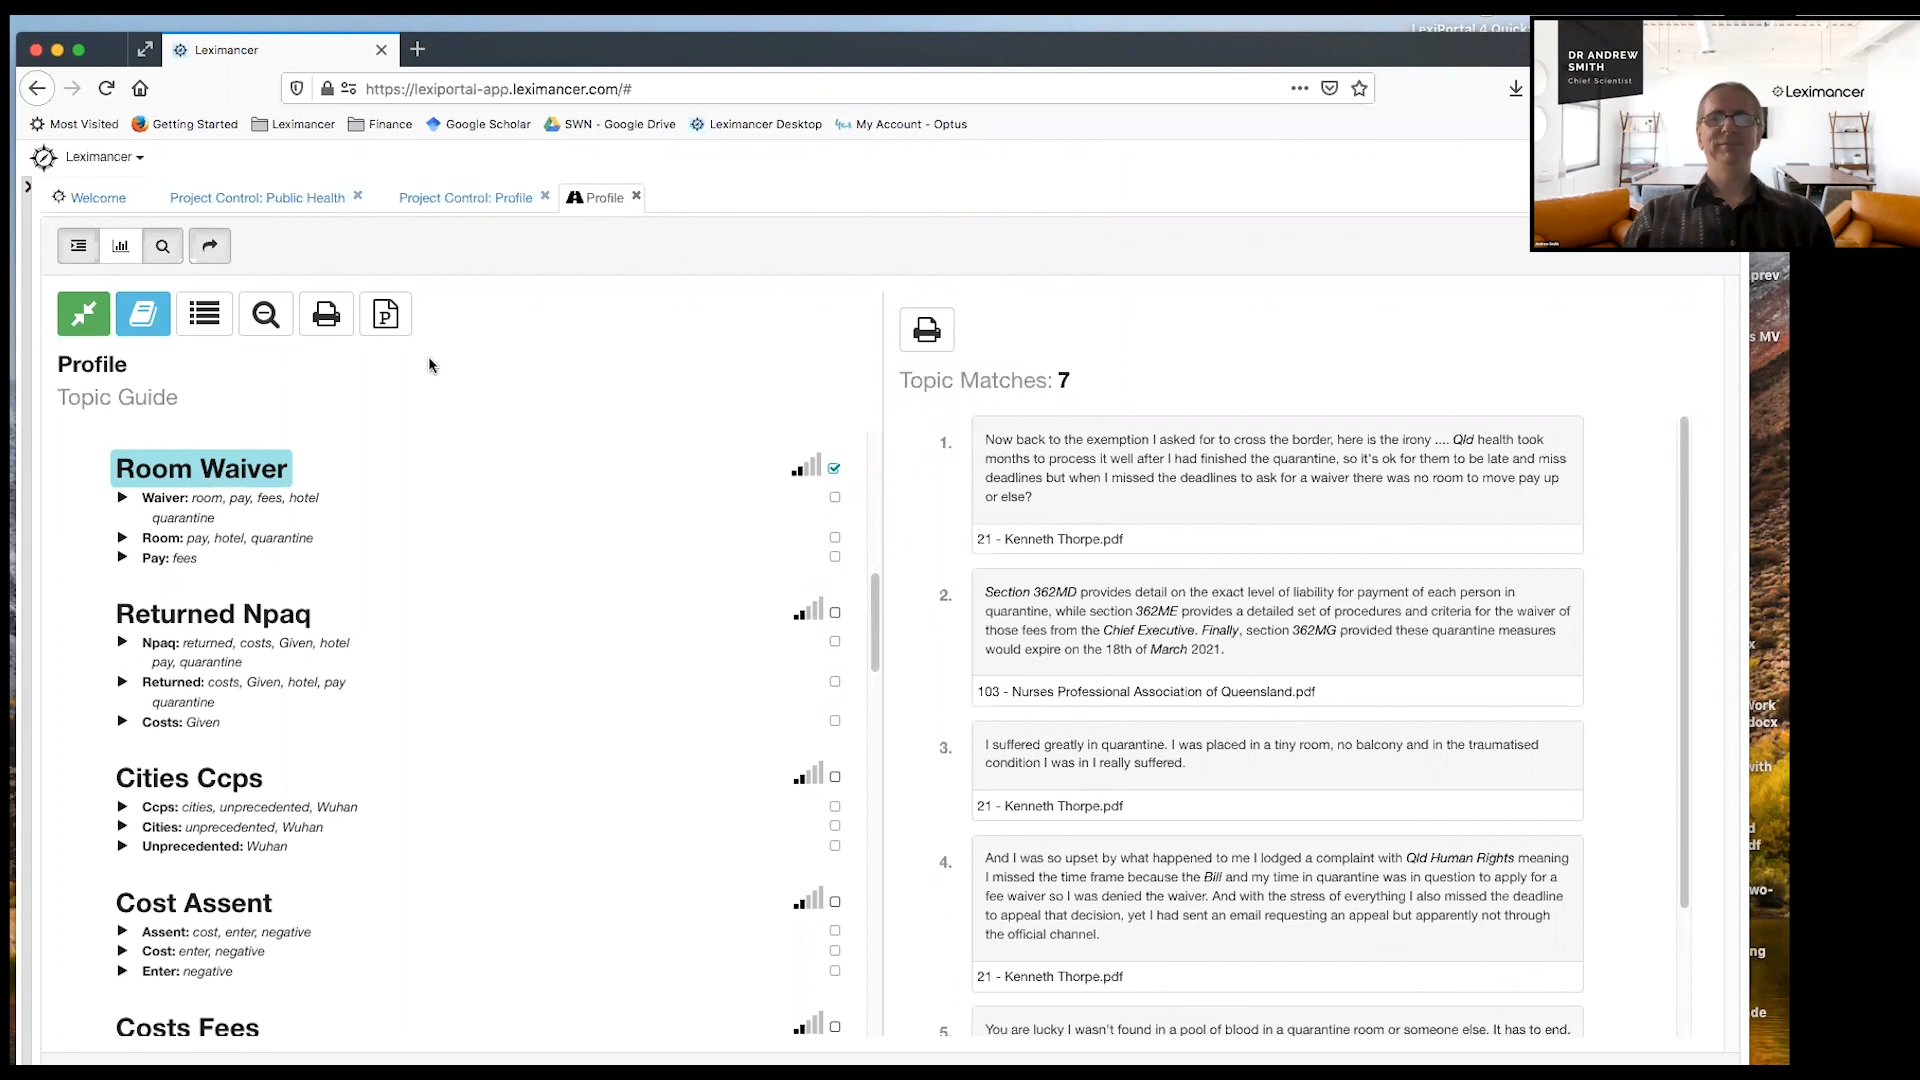 LexiPortal 4 Quick
Leximancer
https://lexiportal-app.leximancer.com/#
Most Visited
Getting Started
Leximancer
Finance
Google Scholar
SWN - Google Drive
Leximancer Desktop
My Account - Optus
Leximancer
Welcome
Project Control: Public Health
Project Control: Profile
Profile
Profile
Topic Guide
Room Waiver
Waiver: room, pay, fees, hotel
quarantine
Room: pay, hotel, quarantine
Pay: fees
Returned Npaq
Npaq: returned, costs, Given, hotel
pay, quarantine
Returned: costs, Given, hotel, pay
quarantine
Costs: Given
Cities Ccps
Ccps: cities, unprecedented, Wuhan
Cities: unprecedented, Wuhan
Unprecedented: Wuhan
Cost Assent
Assent: cost, enter, negative
Cost: enter, negative
Enter: negative
Costs Fees
Topic Matches: 7
1.
Now back to the exemption I asked for to cross the border, here is the irony .... Qld health took
months to process it well after I had finished the quarantine, so it's ok for them to be late and miss
deadlines but when I missed the deadlines to ask for a waiver there was no room to move pay up
or else?
21 - Kenneth Thorpe.pdf
2.
Section 362MD provides detail on the exact level of liability for payment of each person in
quarantine, while section 362ME provides a detailed set of procedures and criteria for the waiver of
those fees from the Chief Executive. Finally, section 362MG provided these quarantine measures
would expire on the 18th of March 2021.
103 - Nurses Professional Association of Queensland.pdf
3.
I suffered greatly in quarantine. I was placed in a tiny room, no balcony and in the traumatised
condition I was in I really suffered.
21 - Kenneth Thorpe.pdf
4.
And I was so upset by what happened to me I lodged a complaint with Qld Human Rights meaning
I missed the time frame because the Bill and my time in quarantine was in question to apply for a
fee waiver so I was denied the waiver. And with the stress of everything I also missed the deadline
to appeal that decision, yet I had sent an email requesting an appeal but apparently not through
the official channel.
21 - Kenneth Thorpe.pdf
5.
You are lucky I wasn't found in a pool of blood in a quarantine room or someone else. It has to end.
DR ANDREW
SMITH
Chief Scientist
Leximancer
Andrew Smith
prev
s MV
Work
docx
with
df
wo-
ng
de